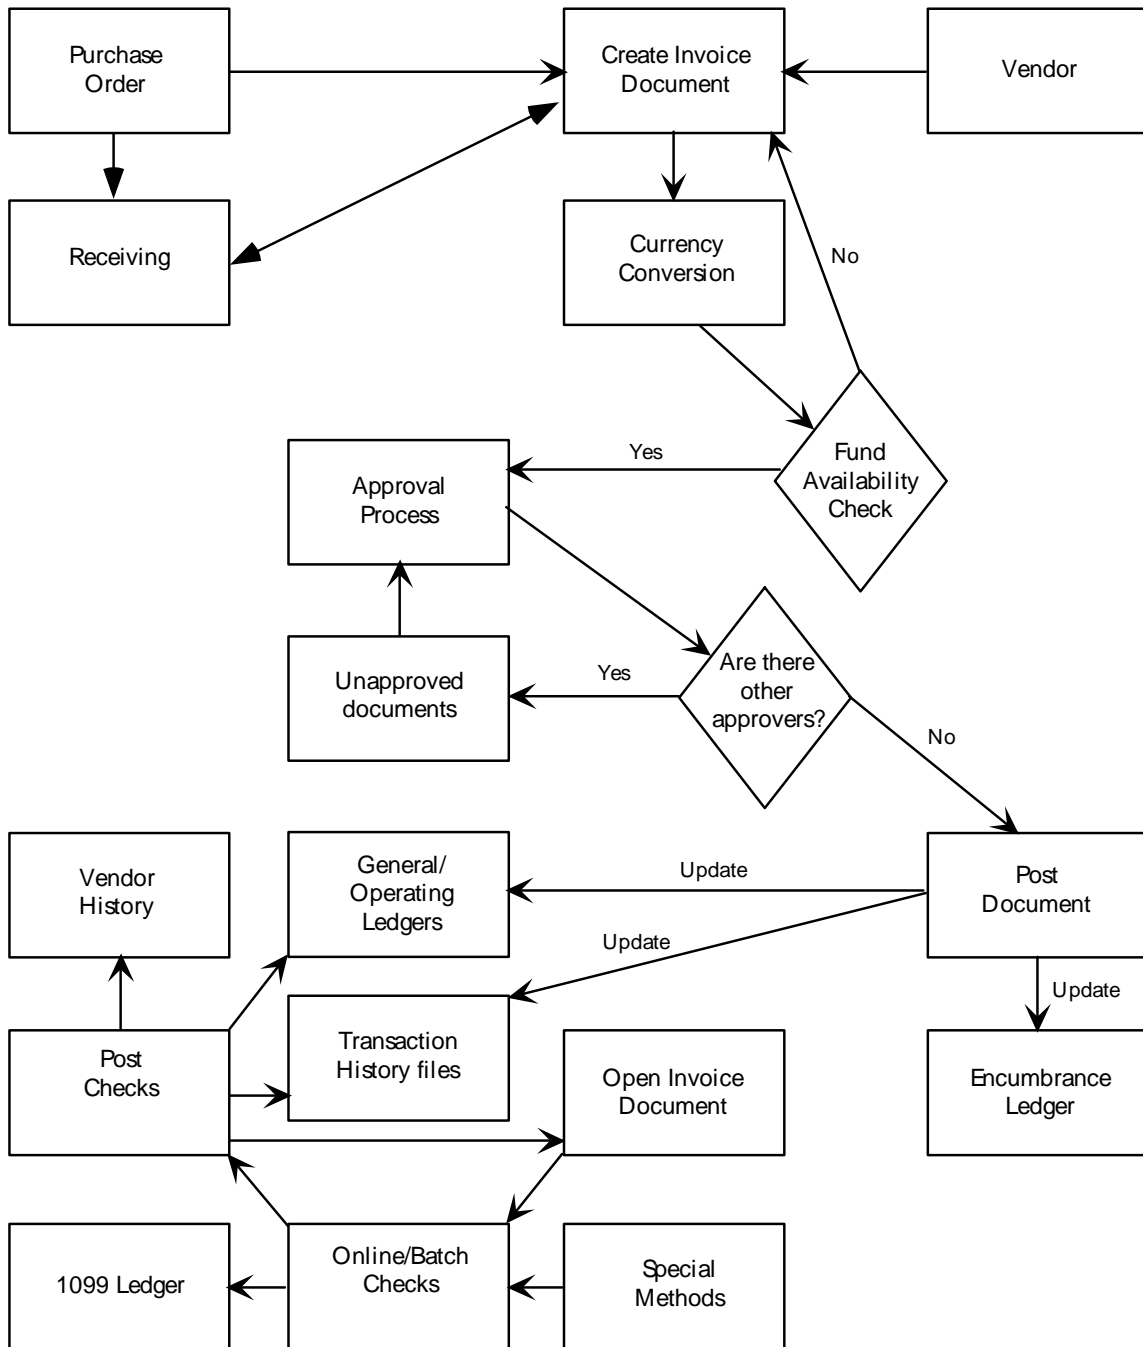 Purchase
Order
Create Invoice
Document
Vendor
Receiving
Currency
Conversion
No
Fund
Availability
Check
Yes
Approval
Process
Are there
other
approvers?
Yes
Unapproved
documents
No
Vendor
History
General/
Operating
Ledgers
Update
Post
Document
Update
Update
Post
Checks
Transaction
History files
Open Invoice
Document
Encumbrance
Ledger
1099 Ledger
Online/Batch
Checks
Special
Methods